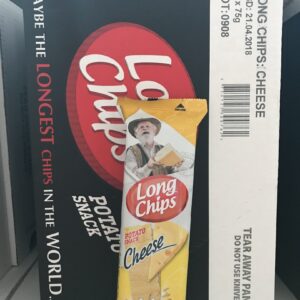 MAYBE THE LONGEST CHIPS IN THE WORLD...
Long
Chips
POTATO
SNACK
Long
Chips
POTATO
SNACK
Cheese
LONG CHIPS: CHEESE
21.04.2018
x 75g
OT: 0908
TEAR AWAY PAN
DO NOT USE KNIVE